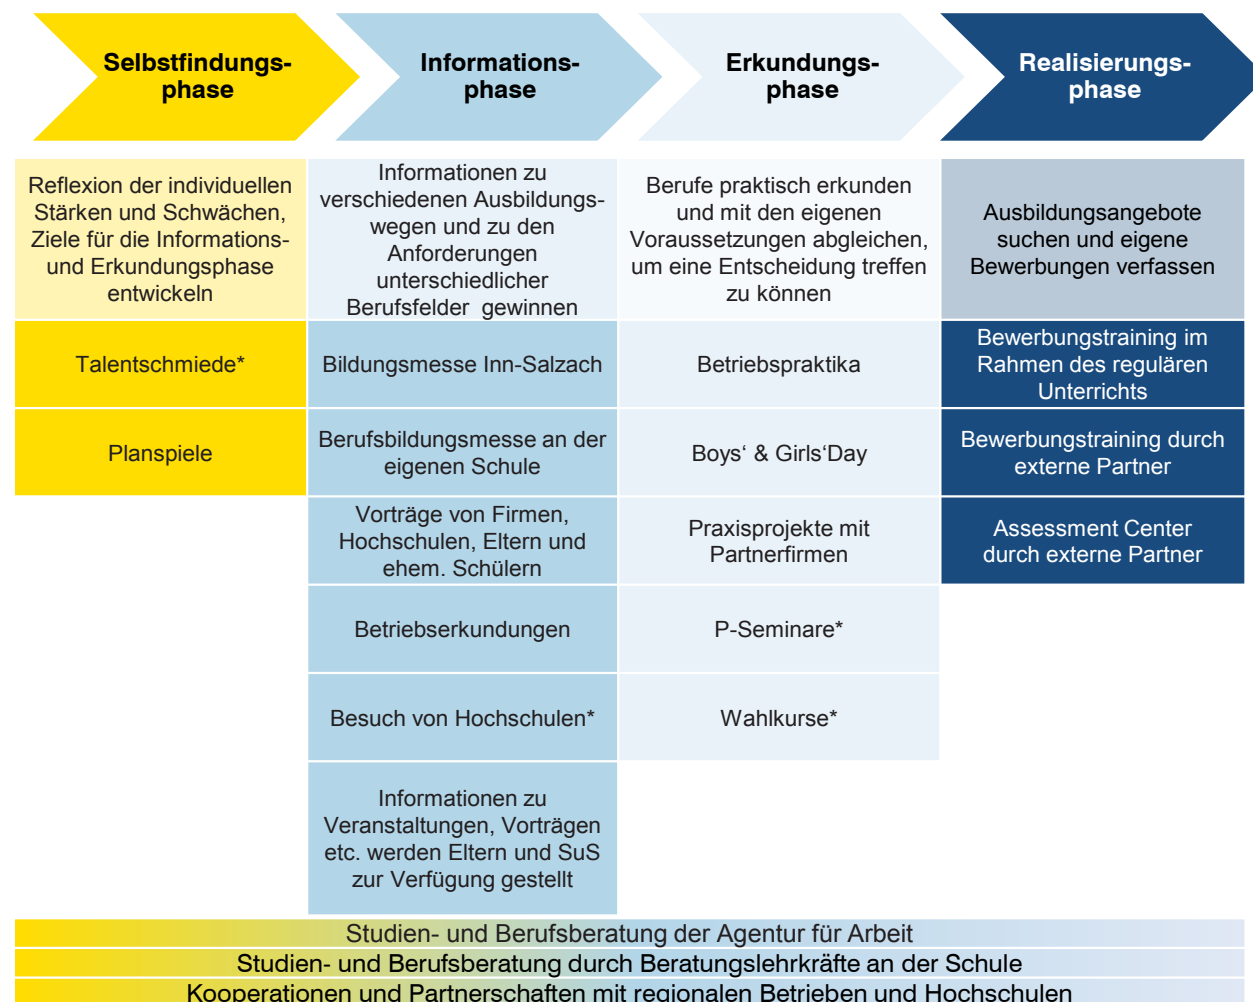 Selbstfindungs-
phase
Informations-
phase
Erkundungs-
phase
Realisierungs-
phase
Reflexion der individuellen
Stärken und Schwächen,
Ziele für die Informations-
und Erkundungsphase
entwickeln
Informationen zu
verschiedenen Ausbildungs-
wegen und zu den
Anforderungen
unterschiedlicher
Berufsfelder  gewinnen
Berufe praktisch erkunden
und mit den eigenen
Voraussetzungen abgleichen,
um eine Entscheidung treffen
zu können
Ausbildungsangebote
suchen und eigene
Bewerbungen verfassen
Talentschmiede*
Bildungsmesse Inn-Salzach
Betriebspraktika
Bewerbungstraining im
Rahmen des regulären
Unterrichts
Planspiele
Berufsbildungsmesse an der
eigenen Schule
Boys‘ & Girls‘Day
Bewerbungstraining durch
externe Partner
Vorträge von Firmen,
Hochschulen, Eltern und
ehem. Schülern
Praxisprojekte mit
Partnerfirmen
Assessment Center
durch externe Partner
Betriebserkundungen
P-Seminare*
Besuch von Hochschulen*
Wahlkurse*
Informationen zu
Veranstaltungen, Vorträgen
etc. werden Eltern und SuS
zur Verfügung gestellt
Studien- und Berufsberatung der Agentur für Arbeit
Studien- und Berufsberatung durch Beratungslehrkräfte an der Schule
Kooperationen und Partnerschaften mit regionalen Betrieben und Hochschulen